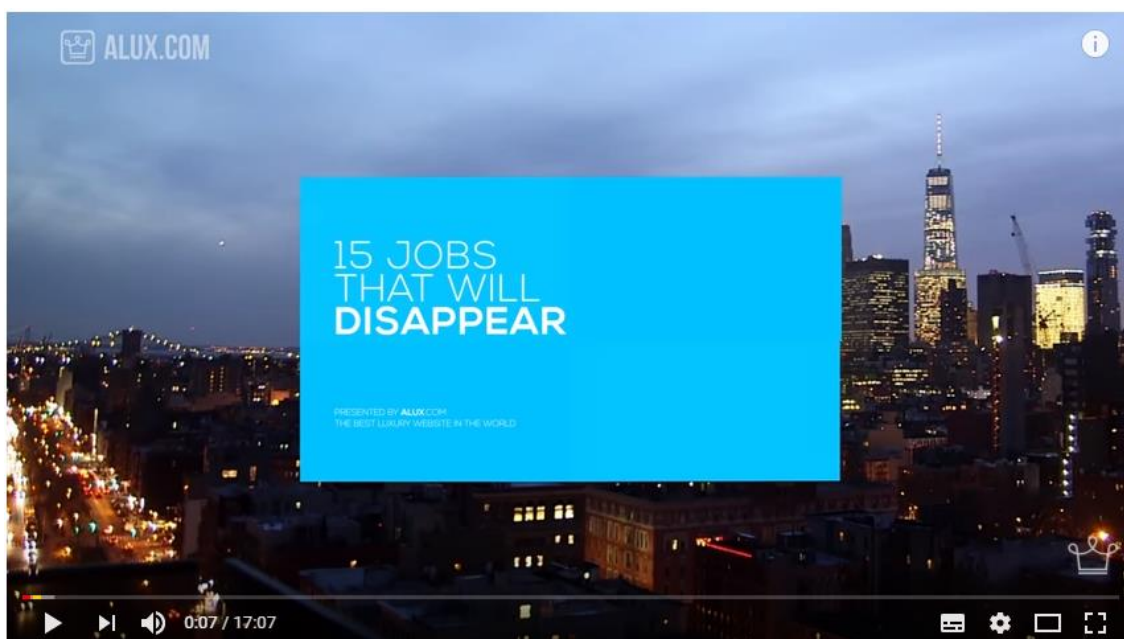 ALUX.COM
15 JOBS
THAT WILL
DISAPPEAR
PRESENTED BY ALUX.COM
THE BEST LUXURY WEBSITE IN THE WORLD
0:07 / 17:07